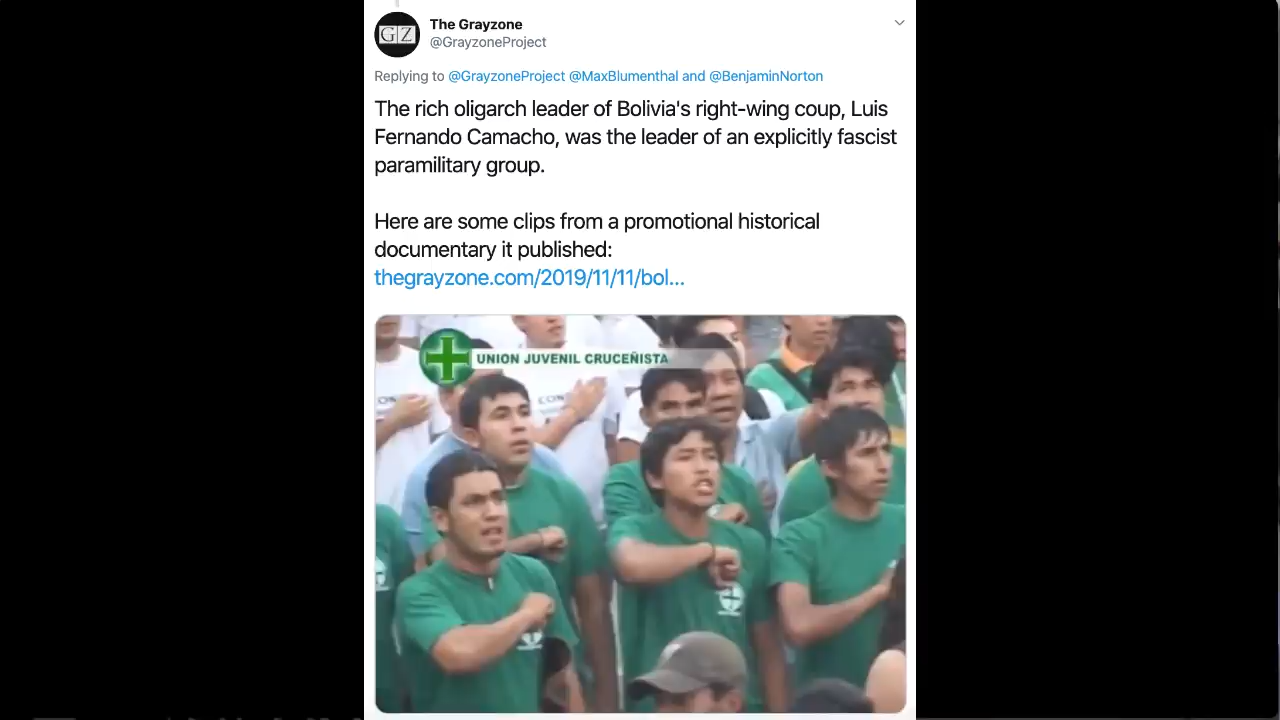 The Grayzone
@GrayzoneProject
Replying to @GrayzoneProject @MaxBlumenthal and @BenjaminNorton
The rich oligarch leader of Bolivia's right-wing coup, Luis
Fernando Camacho, was the leader of an explicitly fascist
paramilitary group.
Here are some clips from a promotional historical
documentary it published:
thegrayzone.com/2019/11/11/bol...
UNION JUVENIL CRUCEÑISTA
GZ
CON